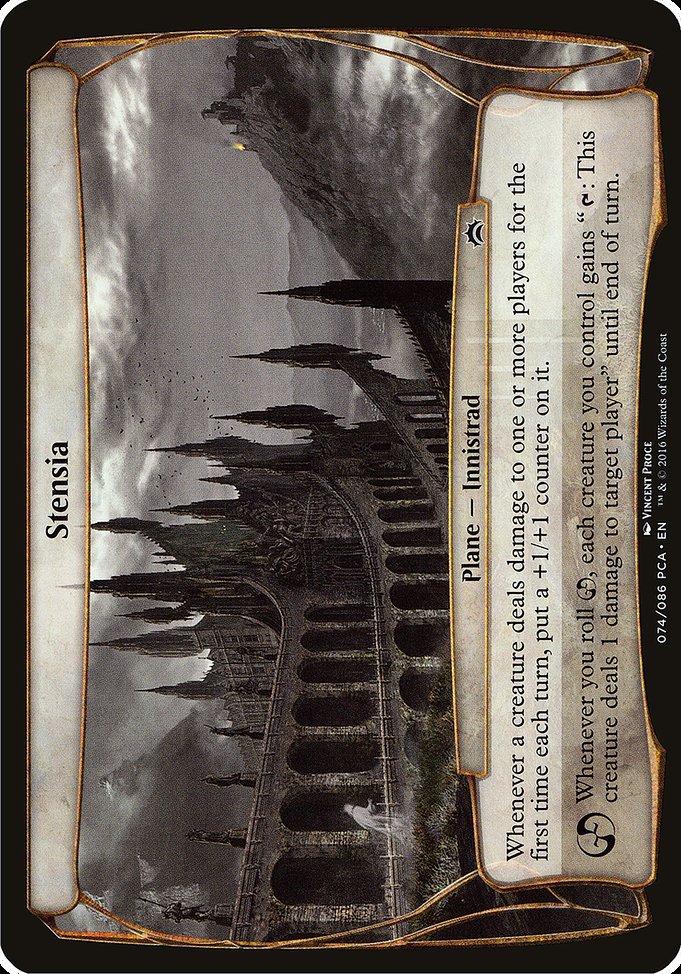 Stensia
Plane — Innistrad
Whenever a creature deals damage to one or more players for the
first time each turn, put a +1/+1 counter on it.
Whenever you roll , each creature you control gains “ : This
creature deals 1 damage to target player” until end of turn.
VINCENT PROCE
074/086 PCA • EN ™ & © 2016 Wizards of the Coast